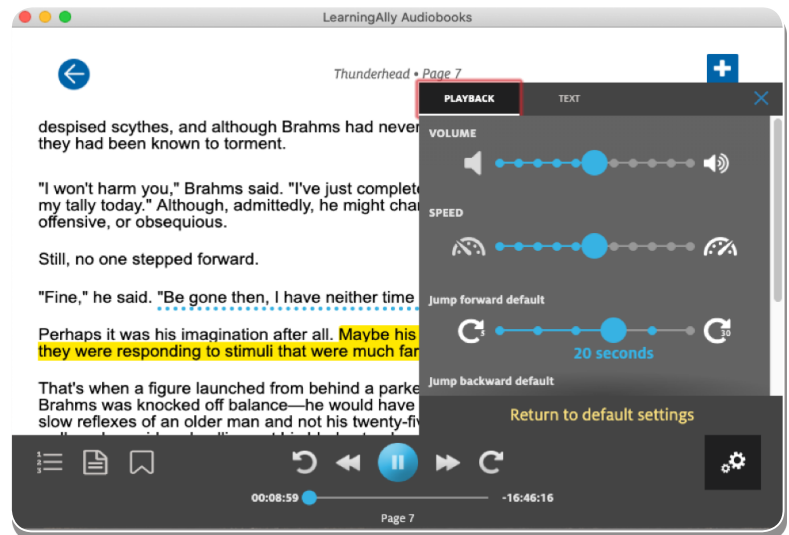 LearningAlly Audiobooks
Thunderhead • Page 7
PLAYBACK
TEXT
despised scythes, and although Brahms had never
they had been known to torment.
"I won't harm you," Brahms said. "I've just complete
my tally today." Although, admittedly, he might
offensive, or obsequious.
Still, no one stepped forward.
"Fine," he said. "Be gone then, I have neither time
Perhaps it was his imagination after all. Maybe his
they were responding to stimuli that were much
That's when a figure launched from behind a
Brahms was knocked off balance—he would have
slow reflexes of an older man and not his
VOLUME
SPEED
Jump forward default
5
30
20 seconds
Jump backward default
Return to default settings
1
2
3
00:08:59
-16:46:16
Page 7